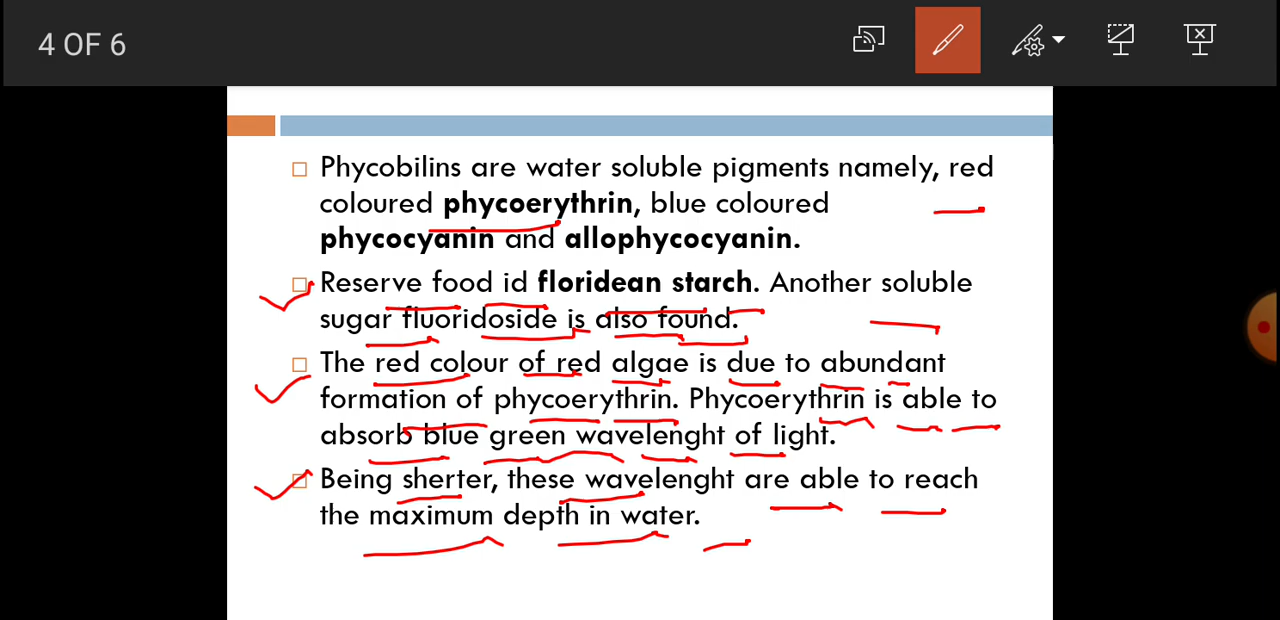 4 OF 6
Phycobilins are water soluble pigments namely, red
coloured phycoerythrin, blue coloured
phycocyanin and allophycocyanin.
Reserve food id floridean starch. Another soluble
sugar fluoridoside is also found.
The red colour of red algae is due to abundant
formation of phycoerythrin. Phycoerythrin is able to
absorb blue green wavelenght of light.
Being sherter, these wavelenght are able to reach
the maximum depth in water.